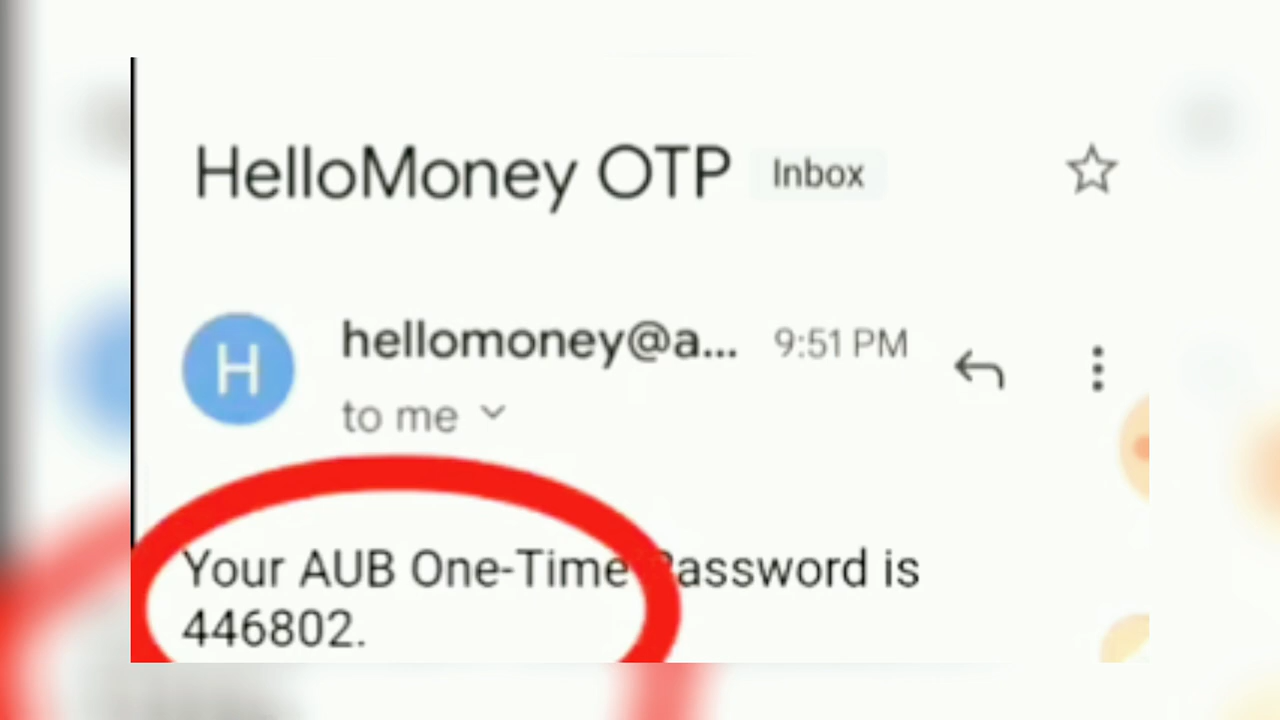 HelloMoney OTP Inbox
H hellomoney@a... 9:51 PM
to me
Your AUB One-Time Password is
446802.